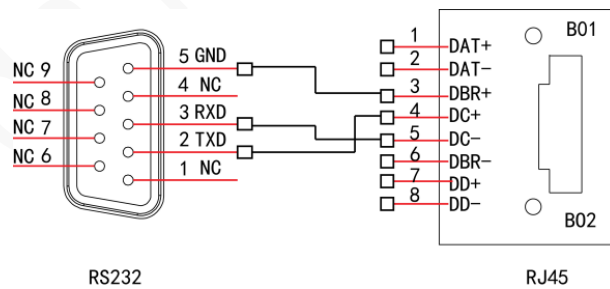 NC 9
NC 8
NC 7
NC 6
5 GND
4 NC
3 RXD
2 TXD
1 NC
RS232
1 DAT+
2 DAT-
3 DBR+
4 DC+
5 DC-
6 DBR-
7 DD+
8 DD-
B01
B02
RJ45